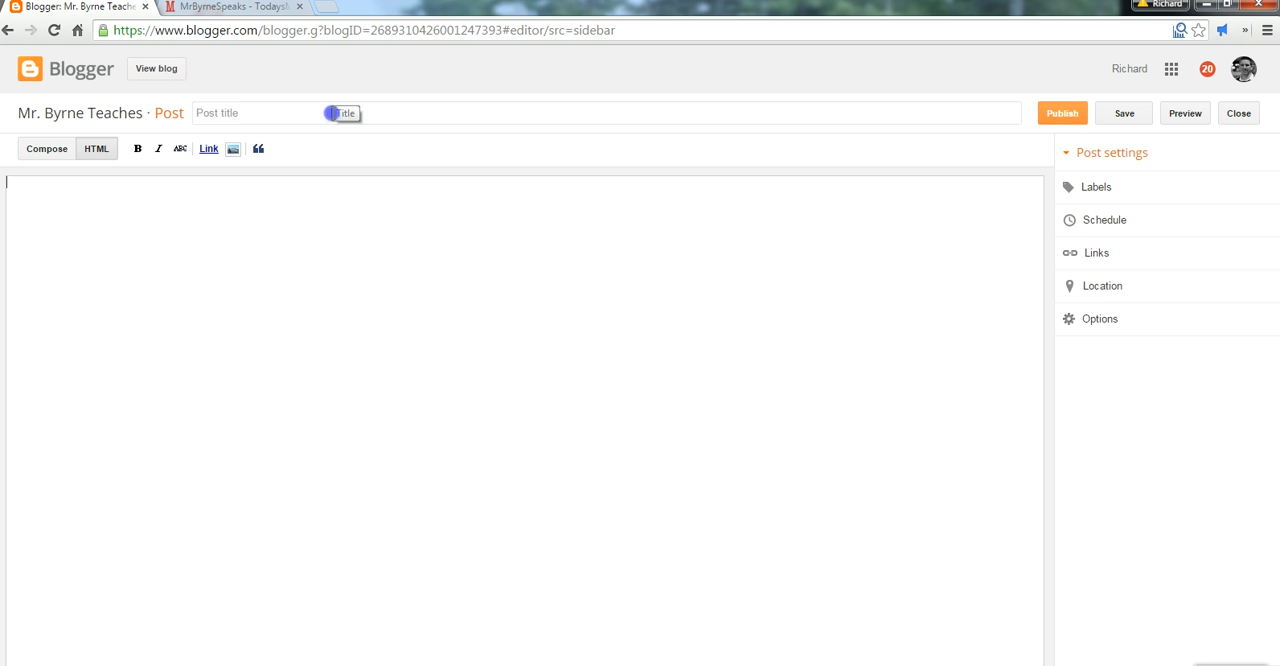 Blogger: Mr. Byrne Teache
MrByrneSpeaks - TodaysM
Richard
https://www.blogger.com/blogger.g?blogID=2689310426001247393#editor/src=sidebar
Blogger
View blog
Richard
20
Mr. Byrne Teaches · Post
Post title
Title
Publish
Save
Preview
Close
Compose
HTML
B
I
ABC
Link
Post settings
Labels
Schedule
Links
Location
Options